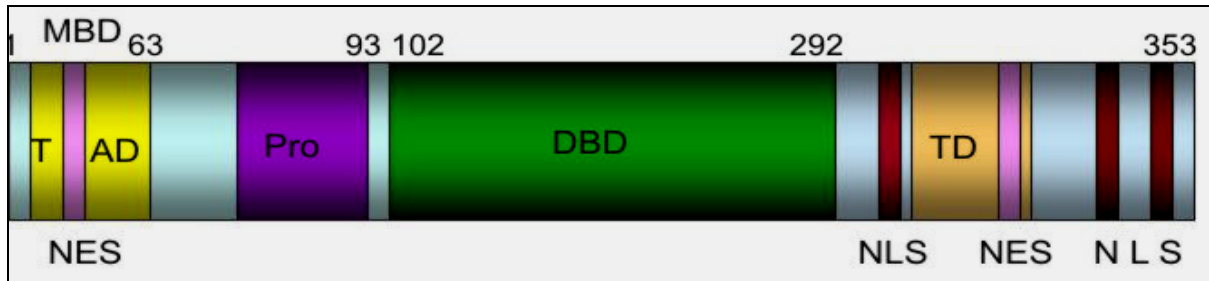 MBD
1 63 93 102 292 353
T AD Pro DBD TD
NES NLS NES N L S